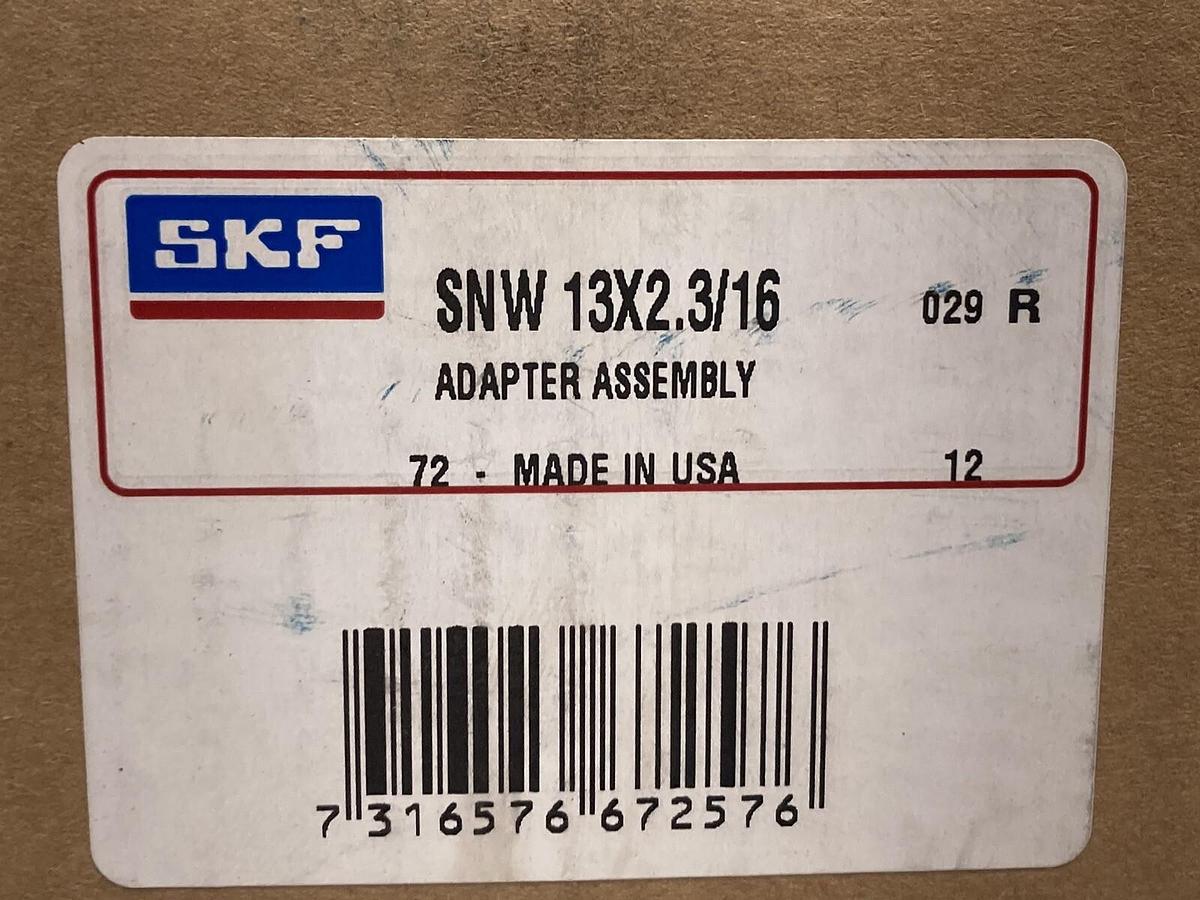 SKF
SNW 13X2.3/16 029 R
ADAPTER ASSEMBLY
72 - MADE IN USA 12
7 316576 672576